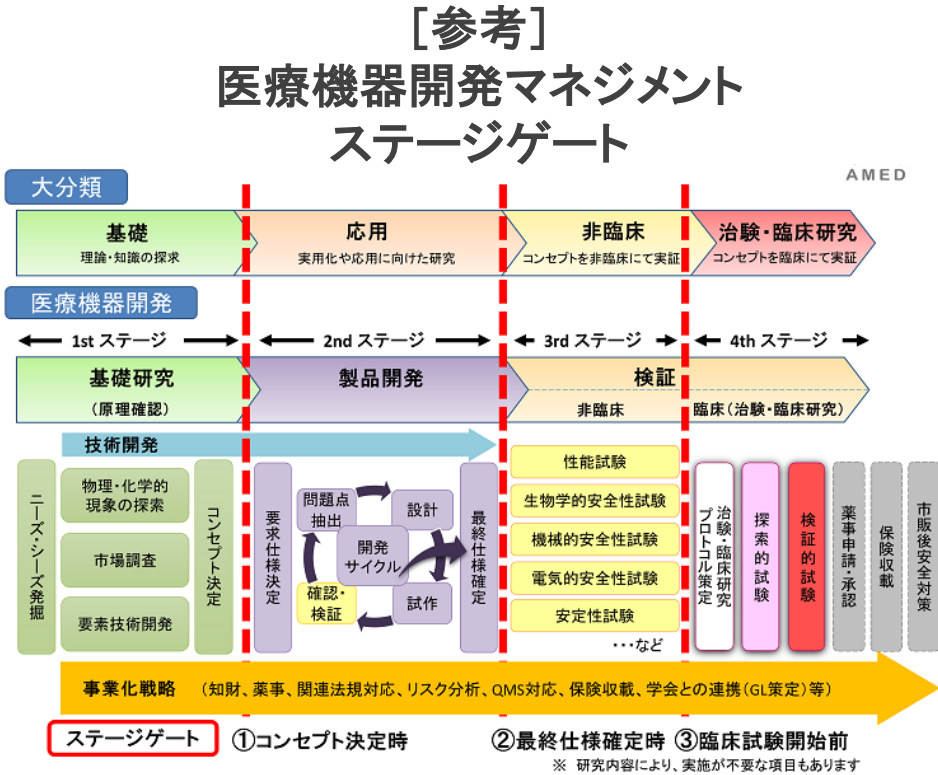 ［参考］
医療機器開発マネジメント
ステージゲート
AMED
大分類
基礎
理論・知識の探求
応用
実用化や応用に向けた研究
非臨床
コンセプトを非臨床にて実証
治験・臨床研究
コンセプトを臨床にて実証
医療機器開発
1st ステージ
2nd ステージ
3rd ステージ
4th ステージ
基礎研究
（原理確認）
製品開発
検証
非臨床
臨床（治験・臨床研究）
技術開発
ニーズ・シーズ発掘
物理・化学的
現象の探索
市場調査
要素技術開発
コンセプト決定
要求仕様決定
問題点
抽出
設計
開発
サイクル
確認・
検証
試作
最終仕様確定
性能試験
生物学的安全性試験
機械的安全性試験
電気的安全性試験
安定性試験
・・・など
治験・臨床研究
プロトコル策定
探索的試験
検証的試験
薬事申請・承認
保険収載
市販後安全対策
事業化戦略 （知財、薬事、関連法規対応、リスク分析、QMS対応、保険収載、学会との連携（GL策定）等）
ステージゲート
①コンセプト決定時
②最終仕様確定時
③臨床試験開始前
※ 研究内容により、実施が不要な項目もあります